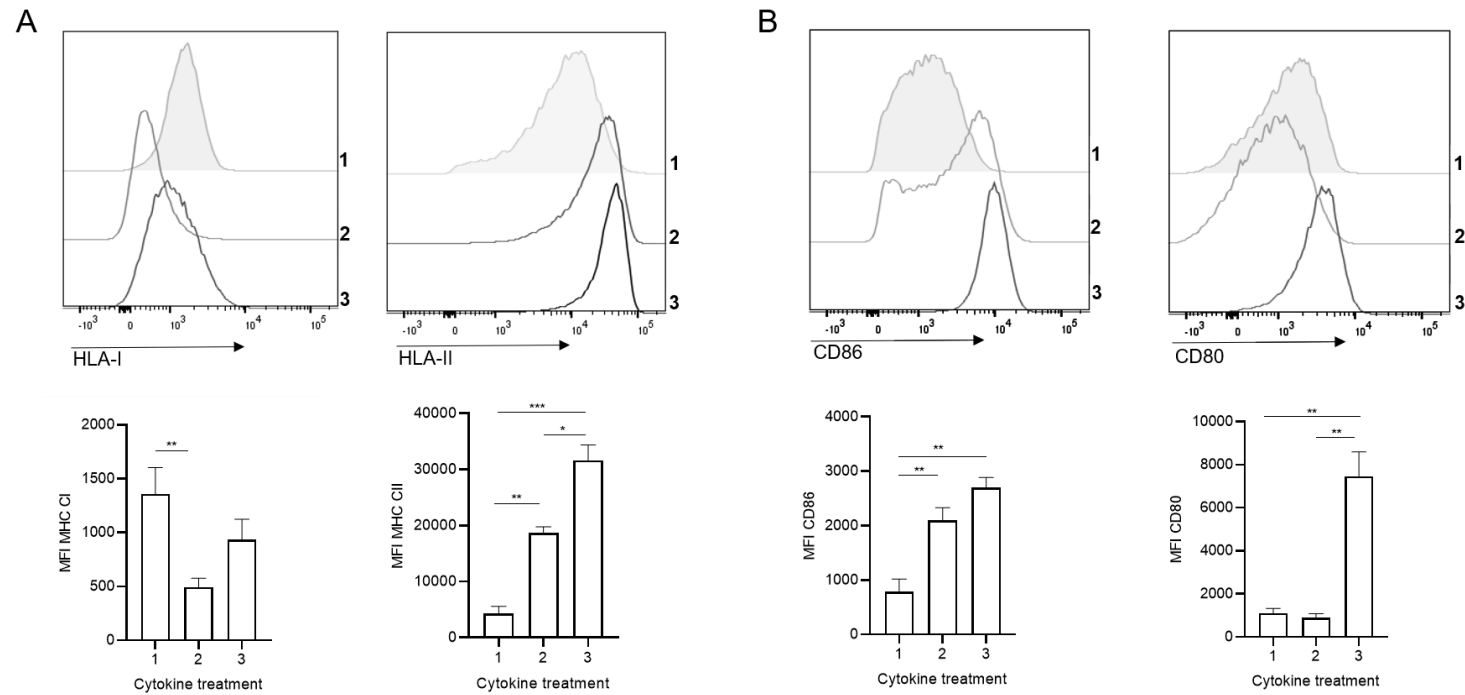 A
B
1
2
3
-10³ 0 10³ 10⁴ 10⁵
HLA-I
1
2
3
-10³ 0 10⁴ 10⁵
HLA-II
1
2
3
-10³ 0 10³ 10⁴ 10⁵
CD86
1
2
3
-10³ 0 10³ 10⁴ 10⁵
CD80
MFI MHC CI
2000
1500
1000
500
0
**
1 2 3
Cytokine treatment
MFI MHC CII
40000
30000
20000
10000
0
***
*
**
1 2 3
Cytokine treatment
MFI CD86
4000
3000
2000
1000
0
**
**
1 2 3
Cytokine treatment
MFI CD80
10000
8000
6000
4000
2000
0
**
**
1 2 3
Cytokine treatment